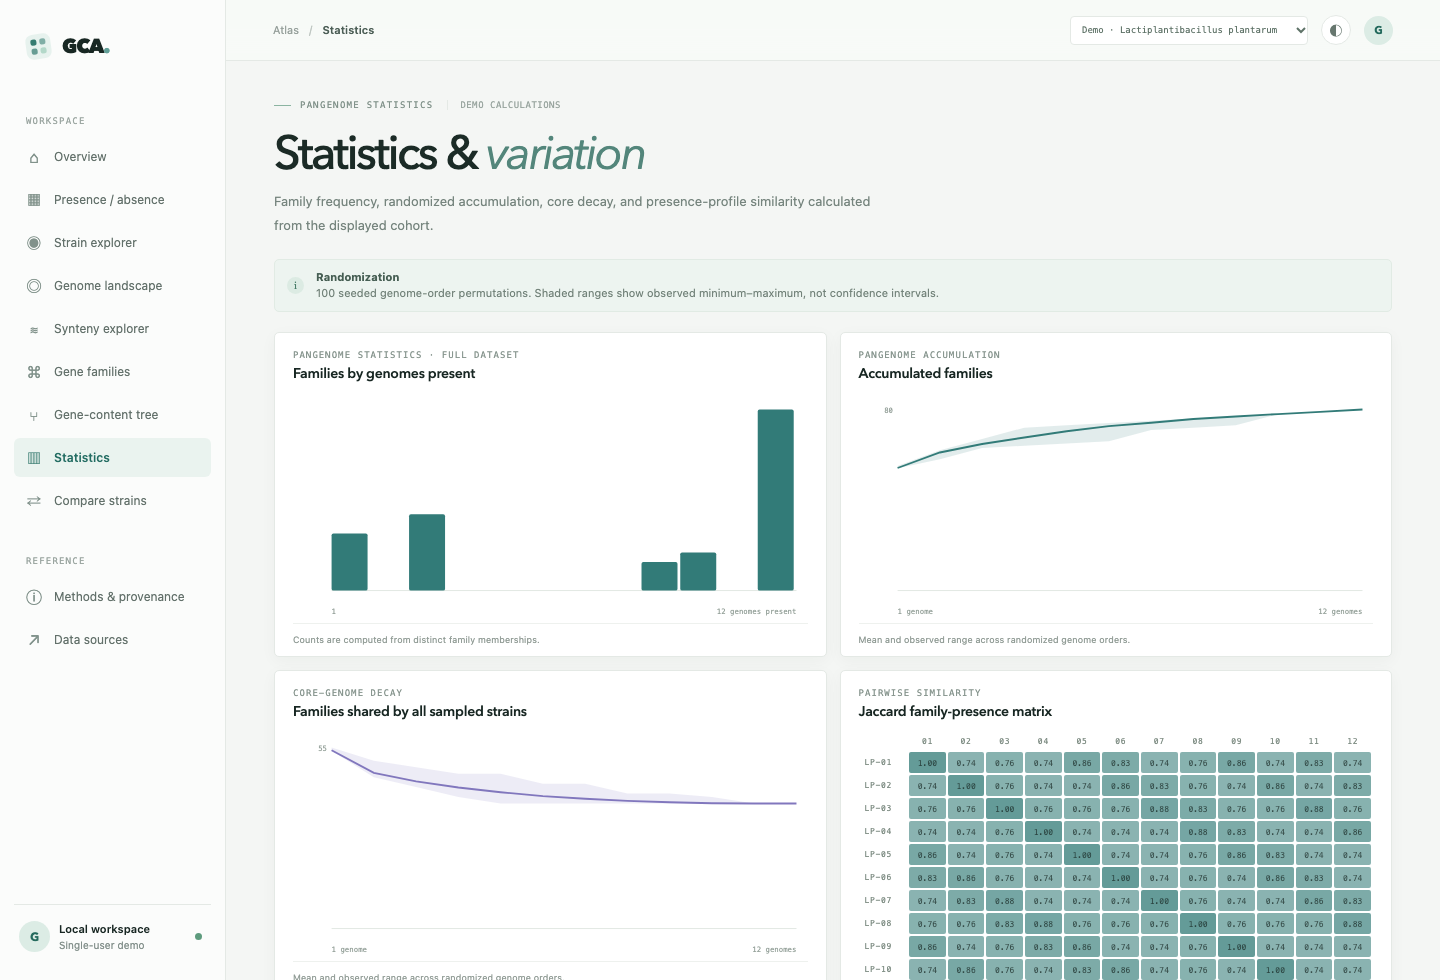 GCA.
WORKSPACE
Overview
Presence / absence
Strain explorer
Genome landscape
Synteny explorer
Gene families
Gene-content tree
Statistics
Compare strains
REFERENCE
Methods & provenance
Data sources
G
Local workspace
Single-user demo
Atlas / Statistics
Demo · Lactiplantibacillus plantarum
G
PANGENOME STATISTICS
DEMO CALCULATIONS
Statistics & variation
Family frequency, randomized accumulation, core decay, and presence-profile similarity calculated
from the displayed cohort.
i
Randomization
100 seeded genome-order permutations. Shaded ranges show observed minimum–maximum, not confidence intervals.
PANGENOME STATISTICS · FULL DATASET
Families by genomes present
1
12 genomes present
Counts are computed from distinct family memberships.
PANGENOME ACCUMULATION
Accumulated families
80
1 genome
12 genomes
Mean and observed range across randomized genome orders.
CORE-GENOME DECAY
Families shared by all sampled strains
55
1 genome
12 genomes
Mean and observed range across randomized genome orders.
PAIRWISE SIMILARITY
Jaccard family-presence matrix
01 02 03 04 05 06 07 08 09 10 11 12
LP-01 1.00 0.74 0.76 0.74 0.86 0.83 0.74 0.76 0.86 0.74 0.83 0.74
LP-02 0.74 1.00 0.76 0.74 0.74 0.86 0.83 0.76 0.74 0.86 0.74 0.83
LP-03 0.76 0.76 1.00 0.76 0.76 0.76 0.88 0.83 0.76 0.76 0.88 0.76
LP-04 0.74 0.74 0.76 1.00 0.74 0.74 0.74 0.88 0.83 0.74 0.74 0.86
LP-05 0.86 0.74 0.76 0.74 1.00 0.74 0.74 0.76 0.86 0.83 0.74 0.74
LP-06 0.83 0.86 0.76 0.74 0.74 1.00 0.74 0.76 0.74 0.86 0.83 0.74
LP-07 0.74 0.83 0.88 0.74 0.74 0.74 1.00 0.76 0.74 0.74 0.86 0.83
LP-08 0.76 0.76 0.83 0.88 0.76 0.76 0.76 1.00 0.76 0.76 0.76 0.88
LP-09 0.86 0.74 0.76 0.83 0.86 0.74 0.74 0.76 1.00 0.74 0.74 0.74
LP-10 0.74 0.86 0.76 0.74 0.83 0.86 0.74 0.76 0.74 1.00 0.74 0.74